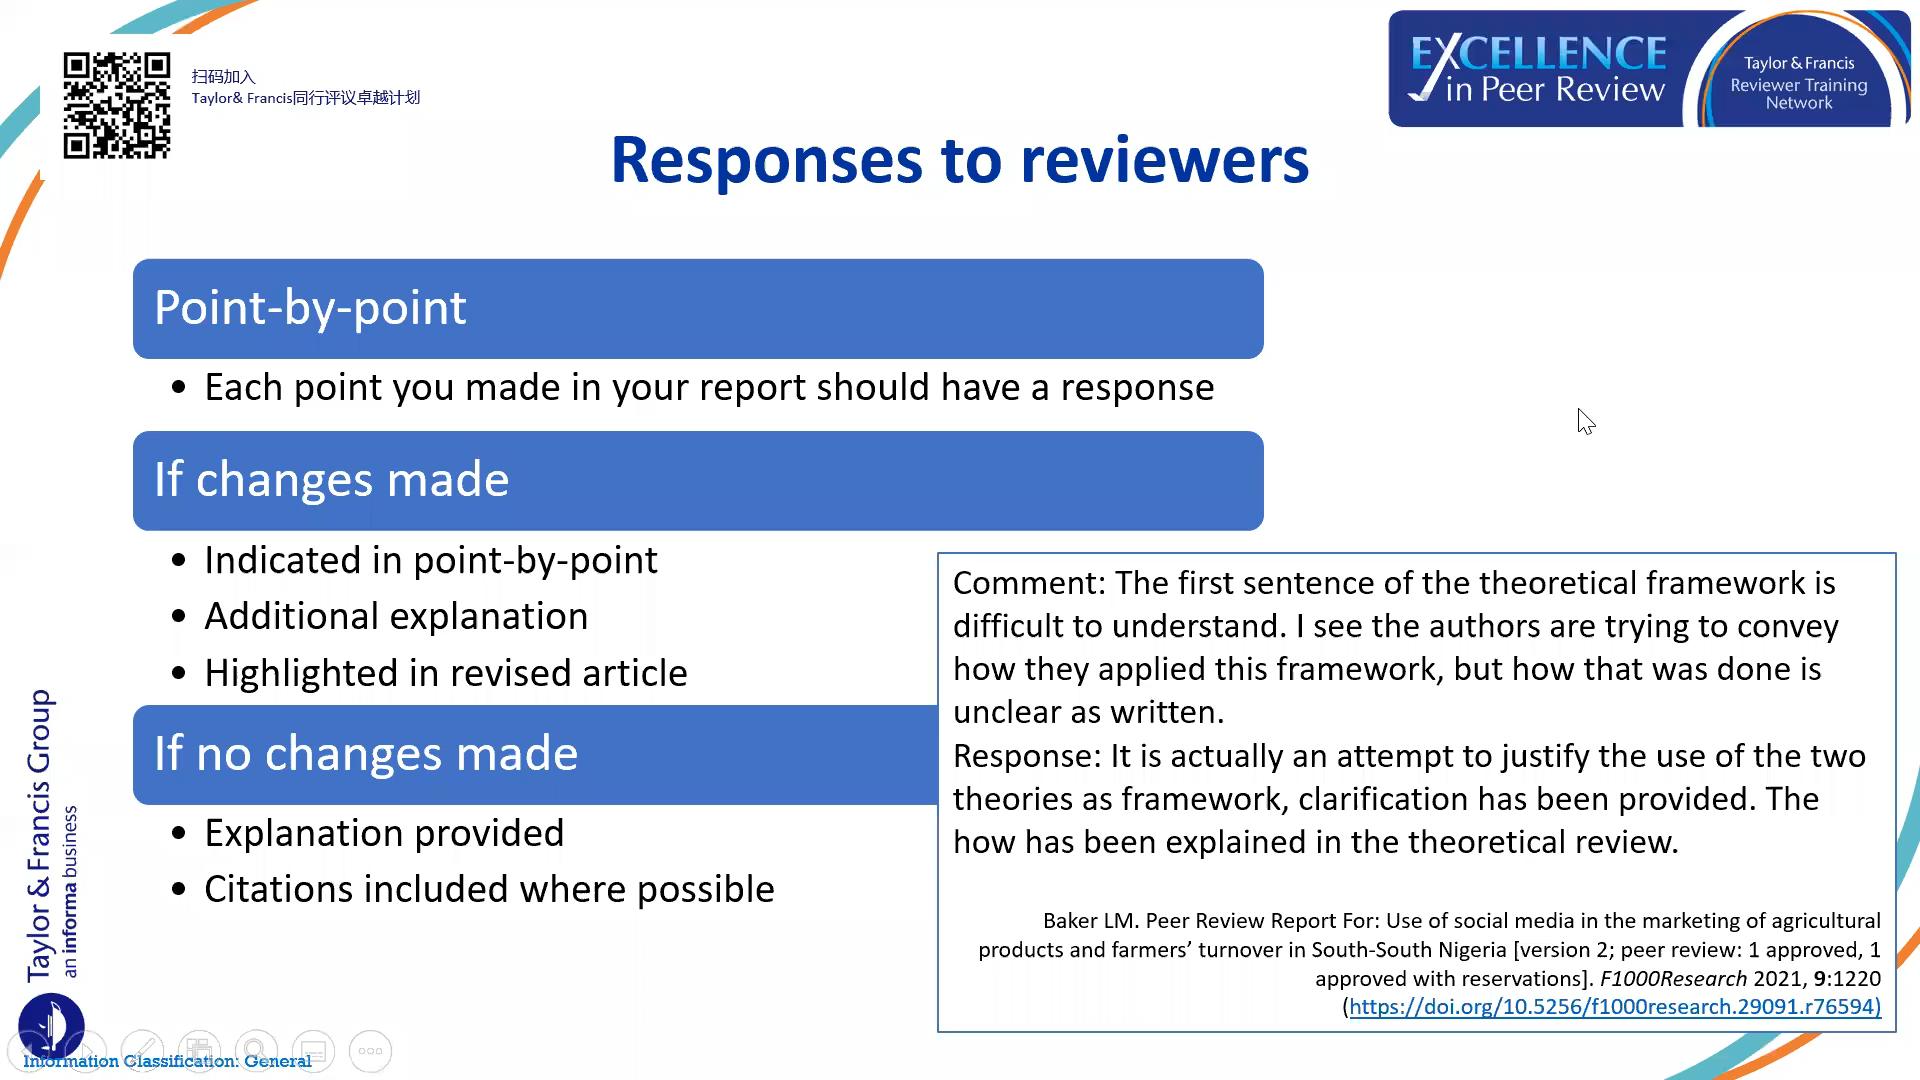 扫码加入
Taylor& Francis同行评议卓越计划
EXCELLENCE
in Peer Review
Taylor & Francis
Reviewer Training
Network
Responses to reviewers
Point-by-point
• Each point you made in your report should have a response
If changes made
• Indicated in point-by-point
• Additional explanation
• Highlighted in revised article
If no changes made
• Explanation provided
• Citations included where possible
Comment: The first sentence of the theoretical framework is
difficult to understand. I see the authors are trying to convey
how they applied this framework, but how that was done is
unclear as written.
Response: It is actually an attempt to justify the use of the two
theories as framework, clarification has been provided. The
how has been explained in the theoretical review.
Baker LM. Peer Review Report For: Use of social media in the marketing of agricultural
products and farmers’ turnover in South-South Nigeria [version 2; peer review: 1 approved, 1
approved with reservations]. F1000Research 2021, 9:1220
(https://doi.org/10.5256/f1000research.29091.r76594)
Taylor & Francis Group
an informa business
Information Classification: General